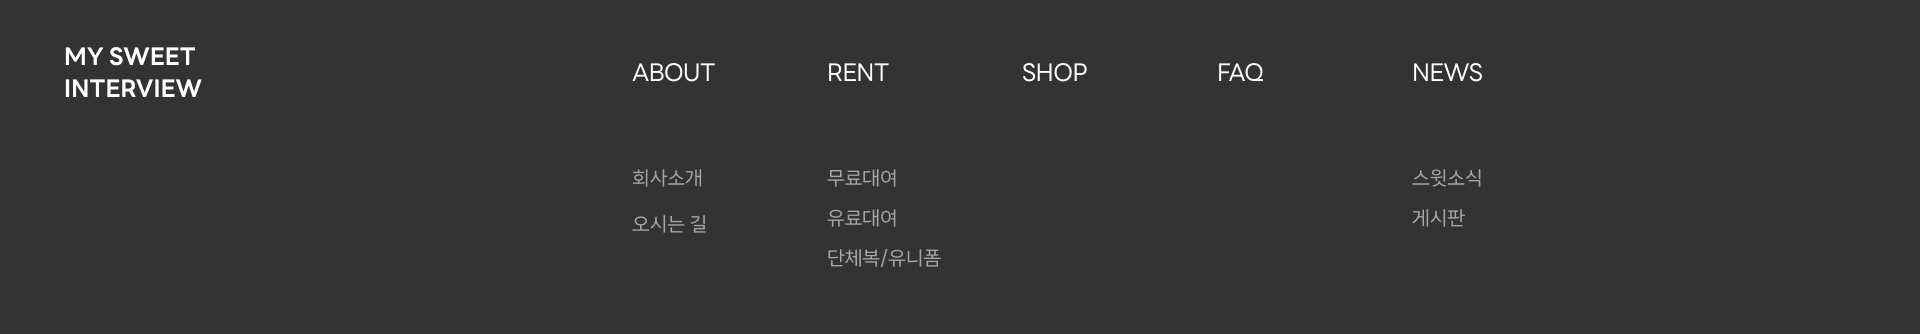 MY SWEET
INTERVIEW
ABOUT
RENT
SHOP
FAQ
NEWS
회사소개
오시는 길
무료대여
유료대여
단체복/유니폼
스윗소식
게시판